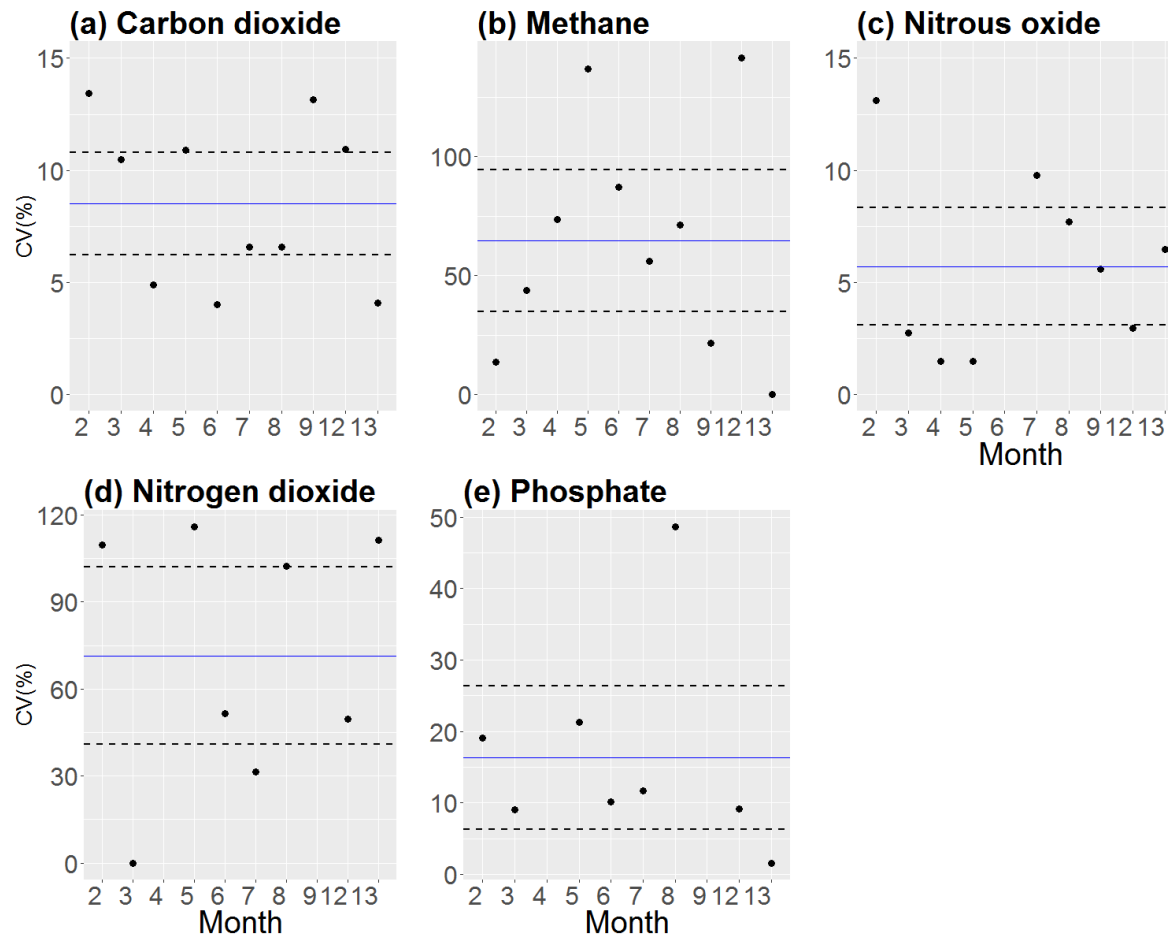 (a) Carbon dioxide
(b) Methane
(c) Nitrous oxide
CV(%)
15
10
5
0
2 3 4 5 6 7 8 9 12 13
100
50
0
2 3 4 5 6 7 8 9 12 13
15
10
5
0
2 3 4 5 6 7 8 9 12 13
Month
(d) Nitrogen dioxide
(e) Phosphate
CV(%)
120
90
60
30
0
2 3 4 5 6 7 8 9 12 13
Month
50
40
30
20
10
0
2 3 4 5 6 7 8 9 12 13
Month